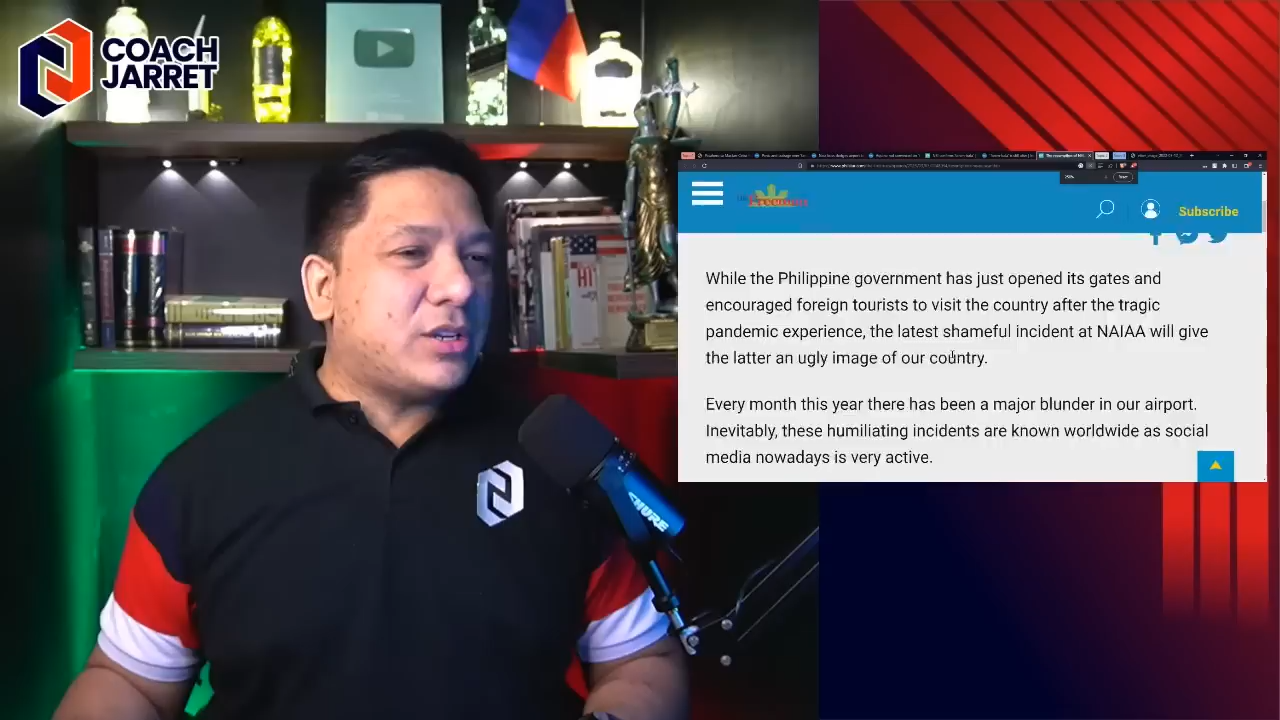 COACH
JARRET
SHURE
HIT
Freeman
Subscribe
While the Philippine government has just opened its gates and
encouraged foreign tourists to visit the country after the tragic
pandemic experience, the latest shameful incident at NAIAA will give
the latter an ugly image of our country.
Every month this year there has been a major blunder in our airport.
Inevitably, these humiliating incidents are known worldwide as social
media nowadays is very active.